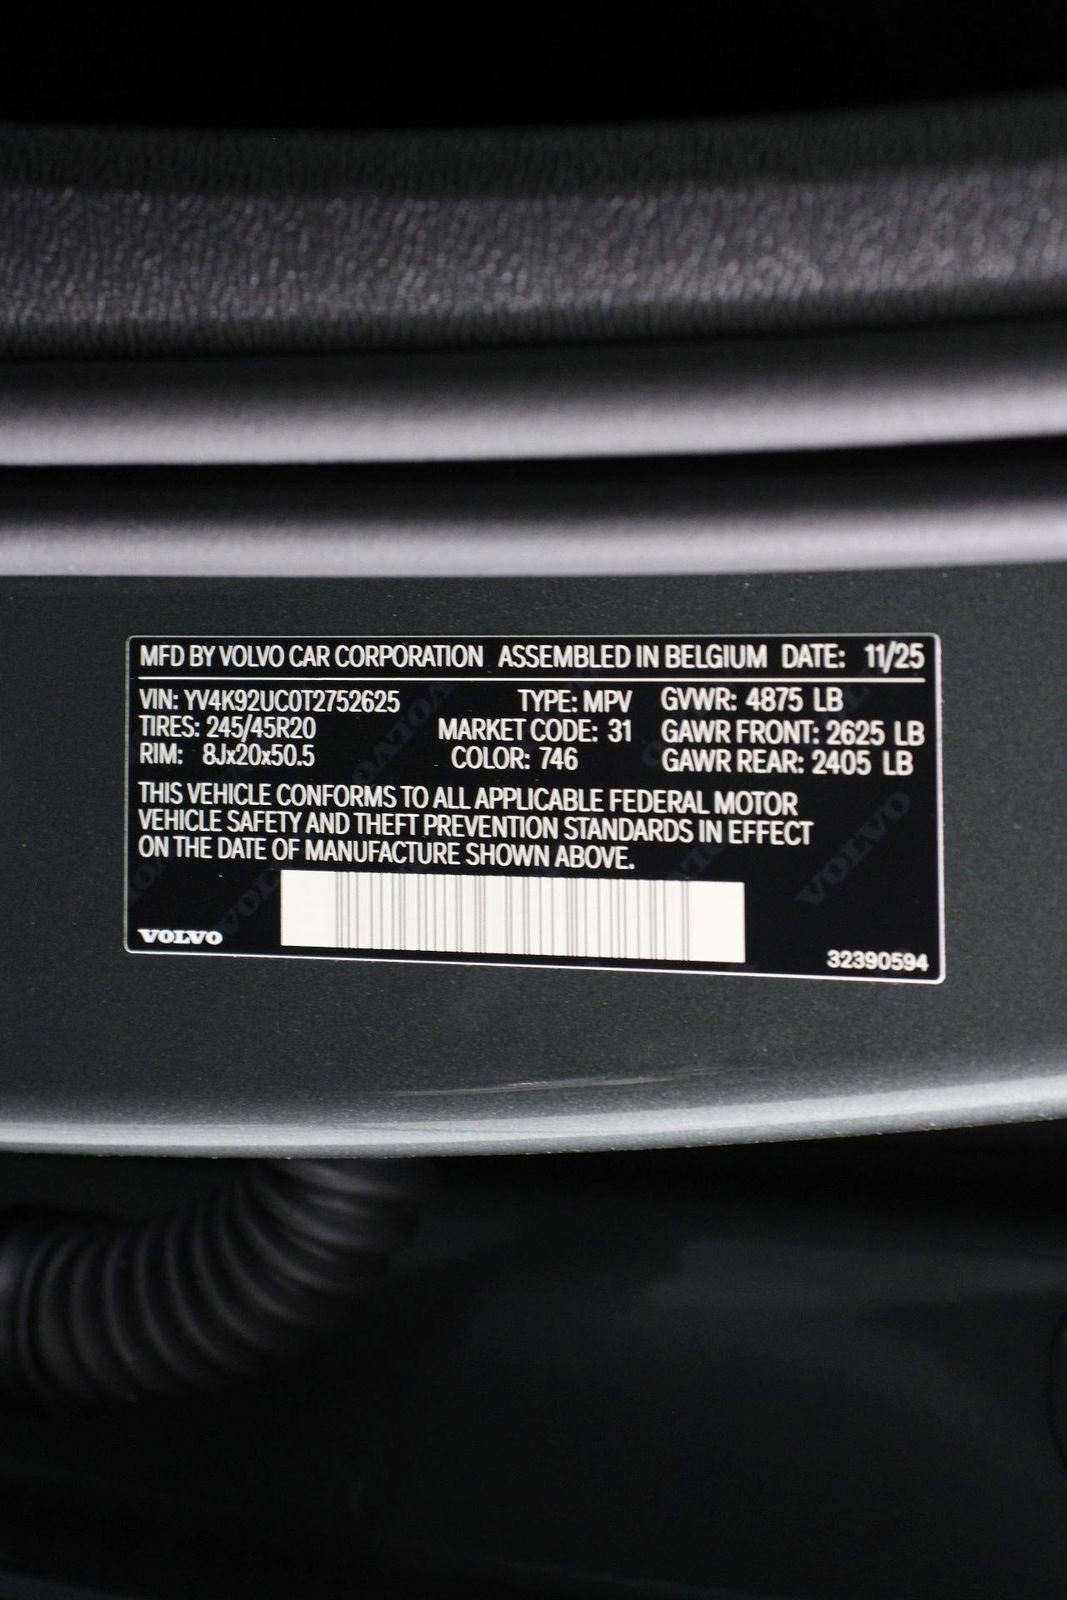 MFD BY VOLVO CAR CORPORATION ASSEMBLED IN BELGIUM DATE: 11/25
VIN: YV4K92UC0T2752625 TYPE: MPV GVWR: 4875 LB
TIRES: 245/45R20 MARKET CODE: 31 GAWR FRONT: 2625 LB
RIM: 8Jx20x50.5 COLOR: 746 GAWR REAR: 2405 LB
THIS VEHICLE CONFORMS TO ALL APPLICABLE FEDERAL MOTOR
VEHICLE SAFETY AND THEFT PREVENTION STANDARDS IN EFFECT
ON THE DATE OF MANUFACTURE SHOWN ABOVE.
VOLVO
VOLVO 32390594